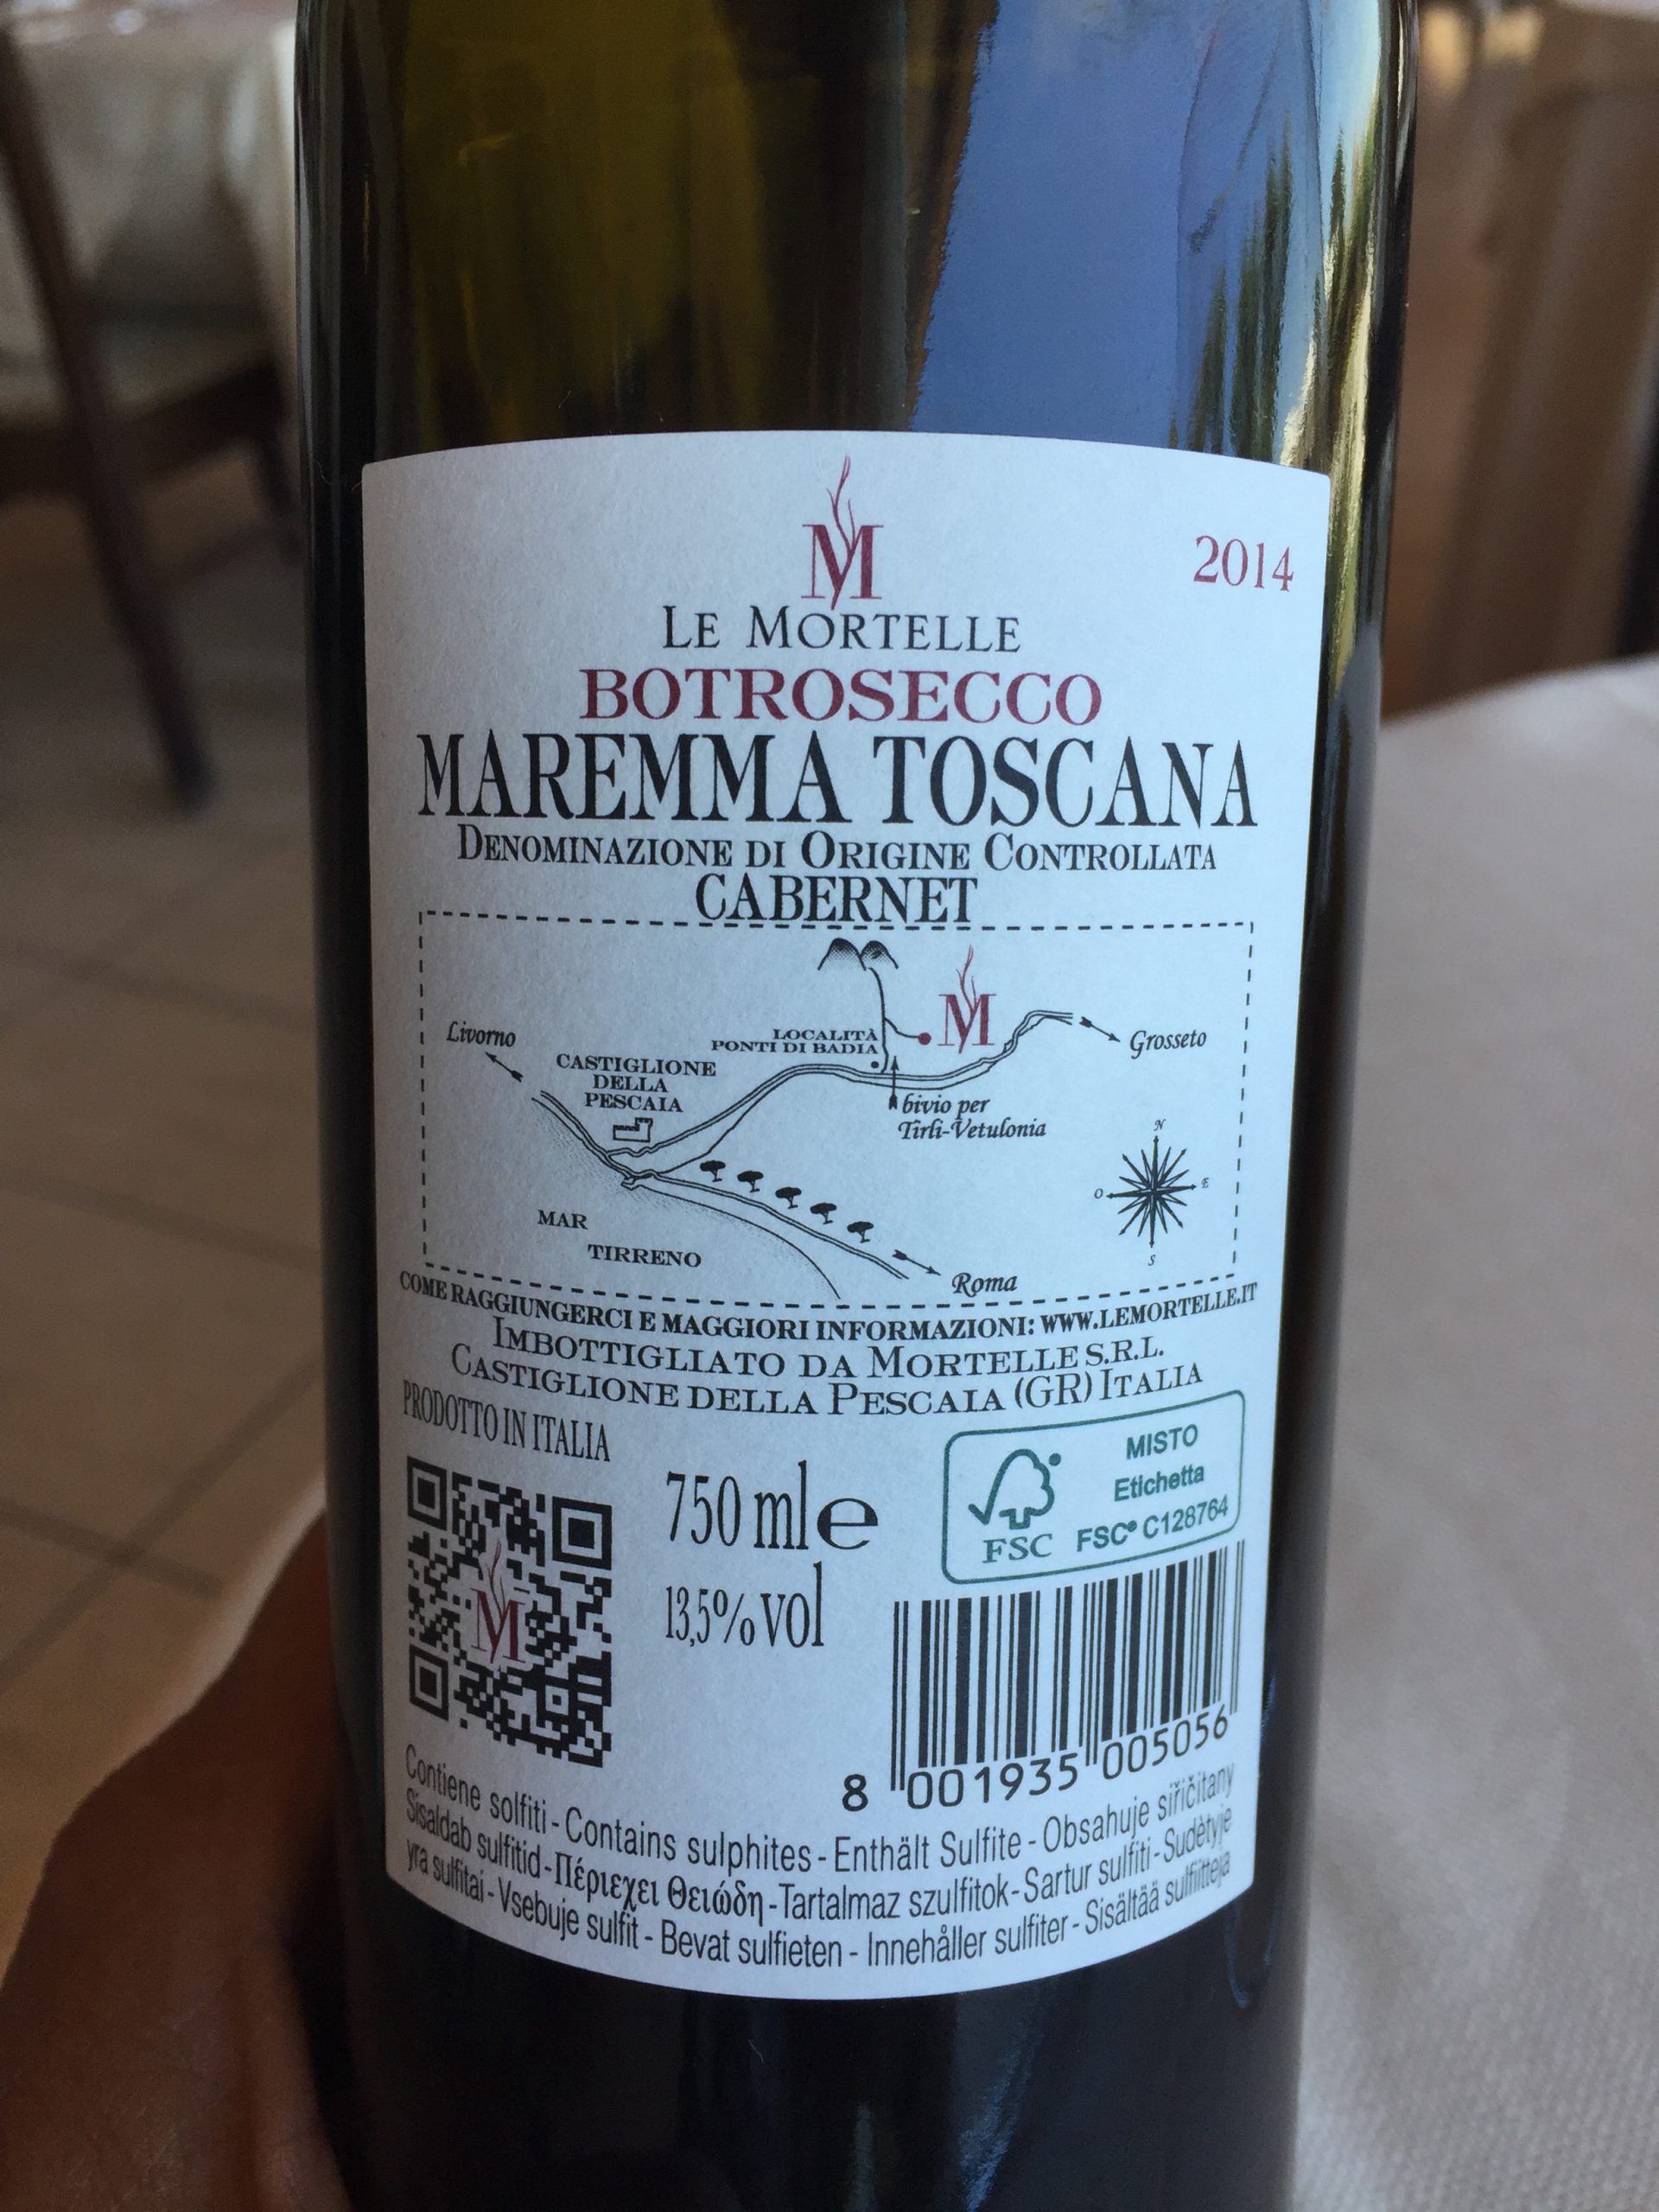 M
2014
LE MORTELLE
BOTROSECCO
MAREMMA TOSCANA
DENOMINAZIONE DI ORIGINE CONTROLLATA
CABERNET
M
Livorno
LOCALITÀ
PONTI DI BADIA
Grosseto
CASTIGLIONE
DELLA
PESCAIA
bivio per
Tirli-Vetulonia
N
O
E
S
MAR
TIRRENO
Roma
COME RAGGIUNGERCI E MAGGIORI INFORMAZIONI: WWW.LEMORTELLE.IT
IMBOTTIGLIATO DA MORTELLE S.R.L.
CASTIGLIONE DELLA PESCAIA (GR) ITALIA
PRODOTTO IN ITALIA
MISTO
Etichetta
FSC FSC® C128764
750 ml e
13,5% vol
M
8 001935 005056
Contiene solfiti - Contains sulphites - Enthält Sulfite - Obsahuje siřičitany
Sisaldab sulfitid - Πέριεχει Θειώδη - Tartalmaz szulfitok - Sartur sulfiti - Sudėtyje
yra sulfitai - Vsebuje sulfit - Bevat sulfieten - Innehåller sulfiter - Sisältää sulfiitteja